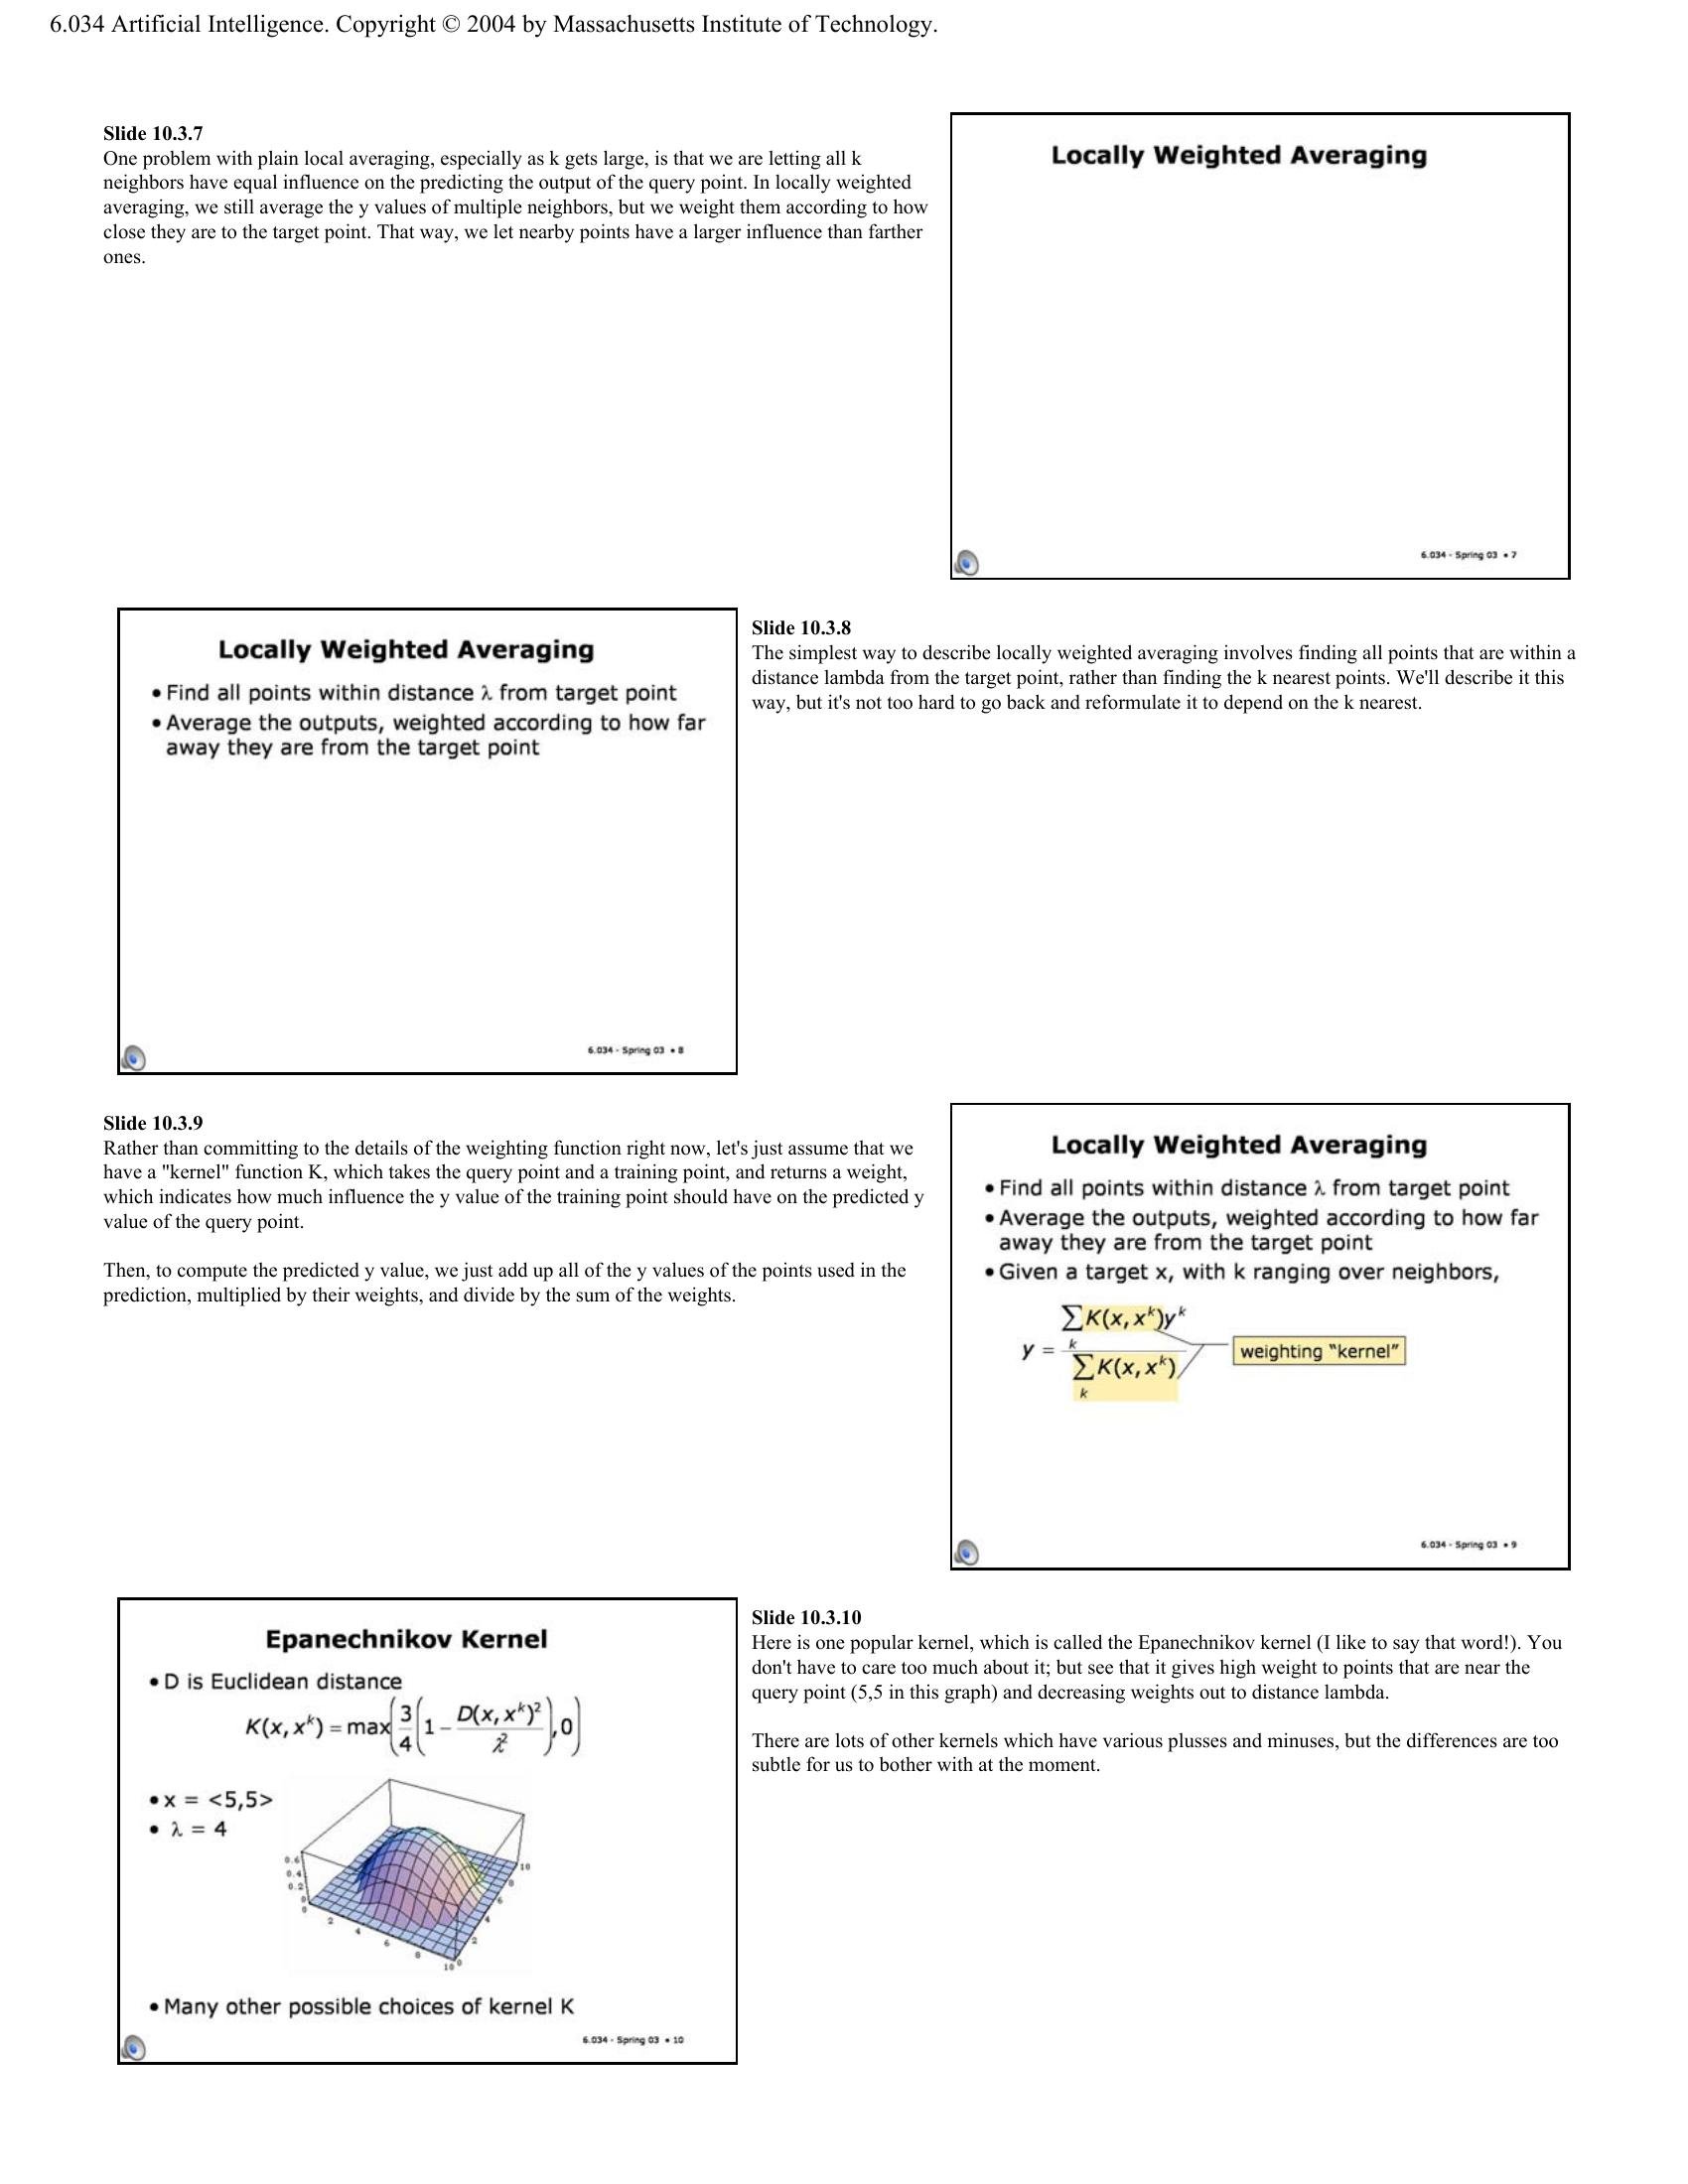 6.034 Artificial Intelligence. Copyright © 2004 by Massachusetts Institute of Technology.
Slide 10.3.7
One problem with plain local averaging, especially as k gets large, is that we are letting all k
neighbors have equal influence on the predicting the output of the query point. In locally weighted
averaging, we still average the y values of multiple neighbors, but we weight them according to how
close they are to the target point. That way, we let nearby points have a larger influence than farther
ones.
Locally Weighted Averaging
6.034 - Spring 03 • 7
Locally Weighted Averaging
• Find all points within distance λ from target point
• Average the outputs, weighted according to how far
away they are from the target point
6.034 - Spring 03 • 8
Slide 10.3.8
The simplest way to describe locally weighted averaging involves finding all points that are within a
distance lambda from the target point, rather than finding the k nearest points. We'll describe it this
way, but it's not too hard to go back and reformulate it to depend on the k nearest.
Slide 10.3.9
Rather than committing to the details of the weighting function right now, let's just assume that we
have a "kernel" function K, which takes the query point and a training point, and returns a weight,
which indicates how much influence the y value of the training point should have on the predicted y
value of the query point.
Then, to compute the predicted y value, we just add up all of the y values of the points used in the
prediction, multiplied by their weights, and divide by the sum of the weights.
Locally Weighted Averaging
• Find all points within distance λ from target point
• Average the outputs, weighted according to how far
away they are from the target point
• Given a target x, with k ranging over neighbors,
∑K(x, x^k)y^k
k
y =
∑K(x, x^k)
k
weighting “kernel”
6.034 - Spring 03 • 9
Epanechnikov Kernel
• D is Euclidean distance
K(x, x^k) = max(3/4(1 − D(x, x^k)²/λ²),0)
• x = <5,5>
• λ = 4
0.6
0.4
0.2
0
0
2
4
6
8
10
0
2
4
6
8
10
• Many other possible choices of kernel K
6.034 - Spring 03 • 10
Slide 10.3.10
Here is one popular kernel, which is called the Epanechnikov kernel (I like to say that word!). You
don't have to care too much about it; but see that it gives high weight to points that are near the
query point (5,5 in this graph) and decreasing weights out to distance lambda.
There are lots of other kernels which have various plusses and minuses, but the differences are too
subtle for us to bother with at the moment.